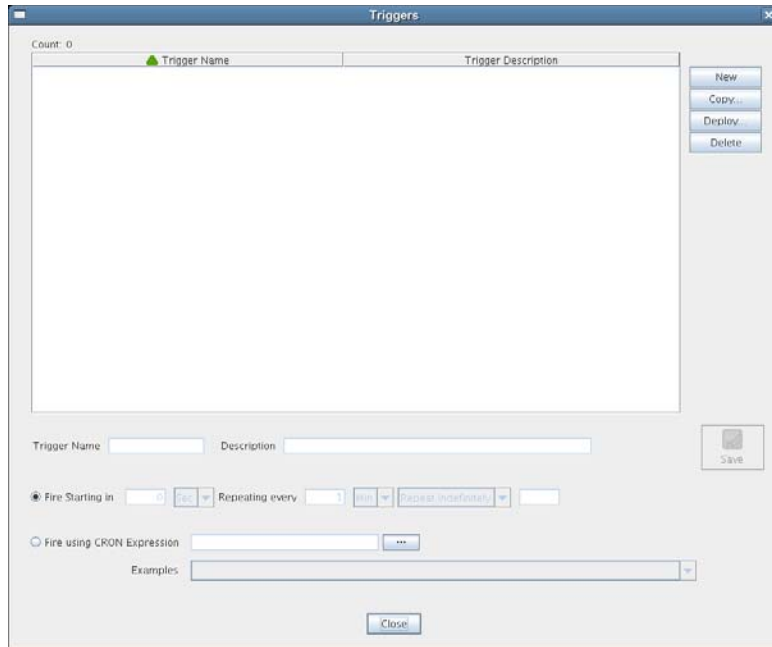 Triggers
Count: 0
Trigger Name Trigger Description
New
Copy...
Deploy...
Delete
Trigger Name Description
Save
Fire Starting in 0 Sec Repeating every 1 Min Repeat Indefinitely
Fire using CRON Expression ...
Examples
Close